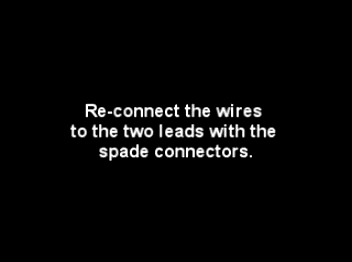 Re-connect the wires
to the two leads with the
spade connectors.